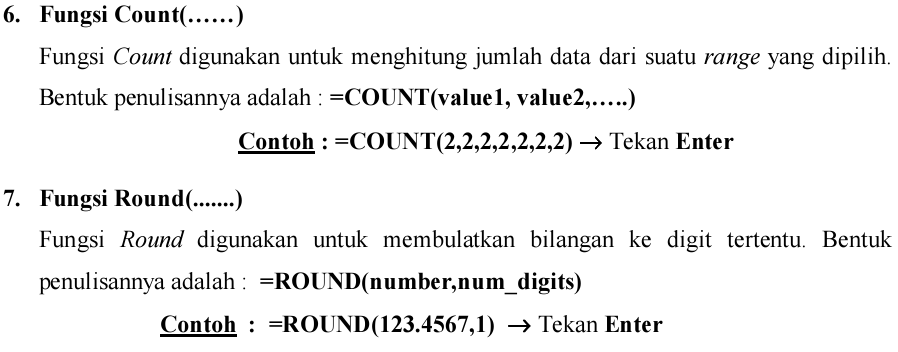 6. Fungsi Count(……)
Fungsi Count digunakan untuk menghitung jumlah data dari suatu range yang dipilih.
Bentuk penulisannya adalah : =COUNT(value1, value2,…..)
Contoh : =COUNT(2,2,2,2,2,2,2) → Tekan Enter
7. Fungsi Round(.......)
Fungsi Round digunakan untuk membulatkan bilangan ke digit tertentu. Bentuk
penulisannya adalah : =ROUND(number,num_digits)
Contoh : =ROUND(123.4567,1) → Tekan Enter